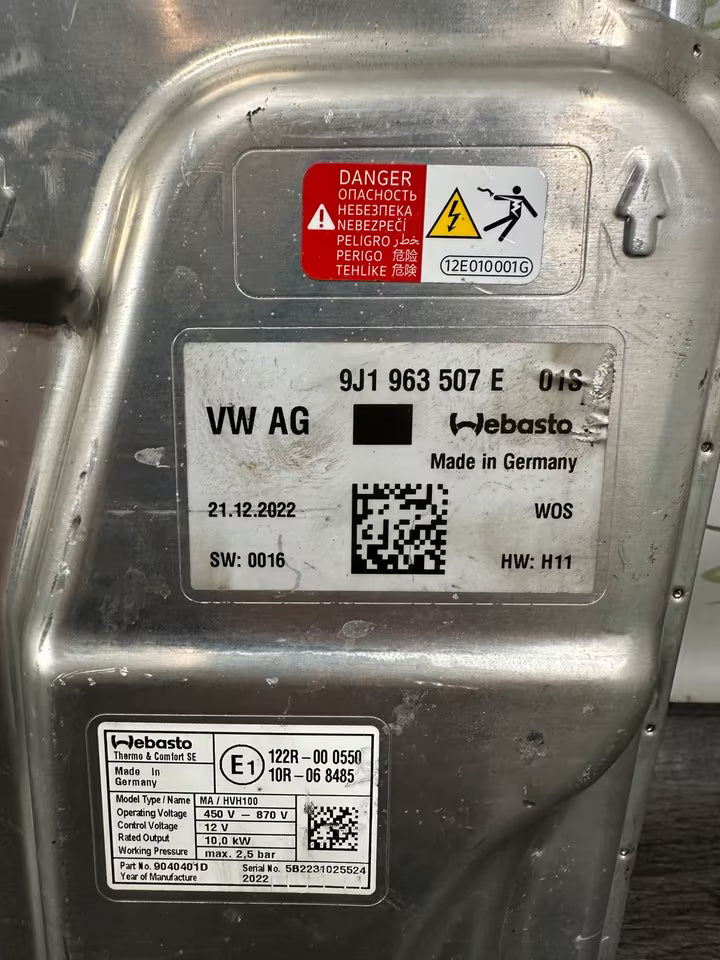 DANGER
ОПАСНОСТЬ
НЕБЕЗПЕКА
NEBEZPEČÍ
PELIGRO خطر
PERIGO 危险
TEHLİKE 危険
12E010001G
9J1 963 507 E 01S
VW AG Webasto
Made in Germany
21.12.2022 WOS
SW: 0016 HW: H11
Webasto
Thermo & Comfort SE
Made in
Germany
E1
122R-00 0550
10R-06 8485
Model Type / Name MA / HVH100
Operating Voltage 450 V - 870 V
Control Voltage 12 V
Rated Output 10,0 kW
Working Pressure max. 2,5 bar
Part No. 9040401D Serial No. 5B2231025524
Year of Manufacture 2022